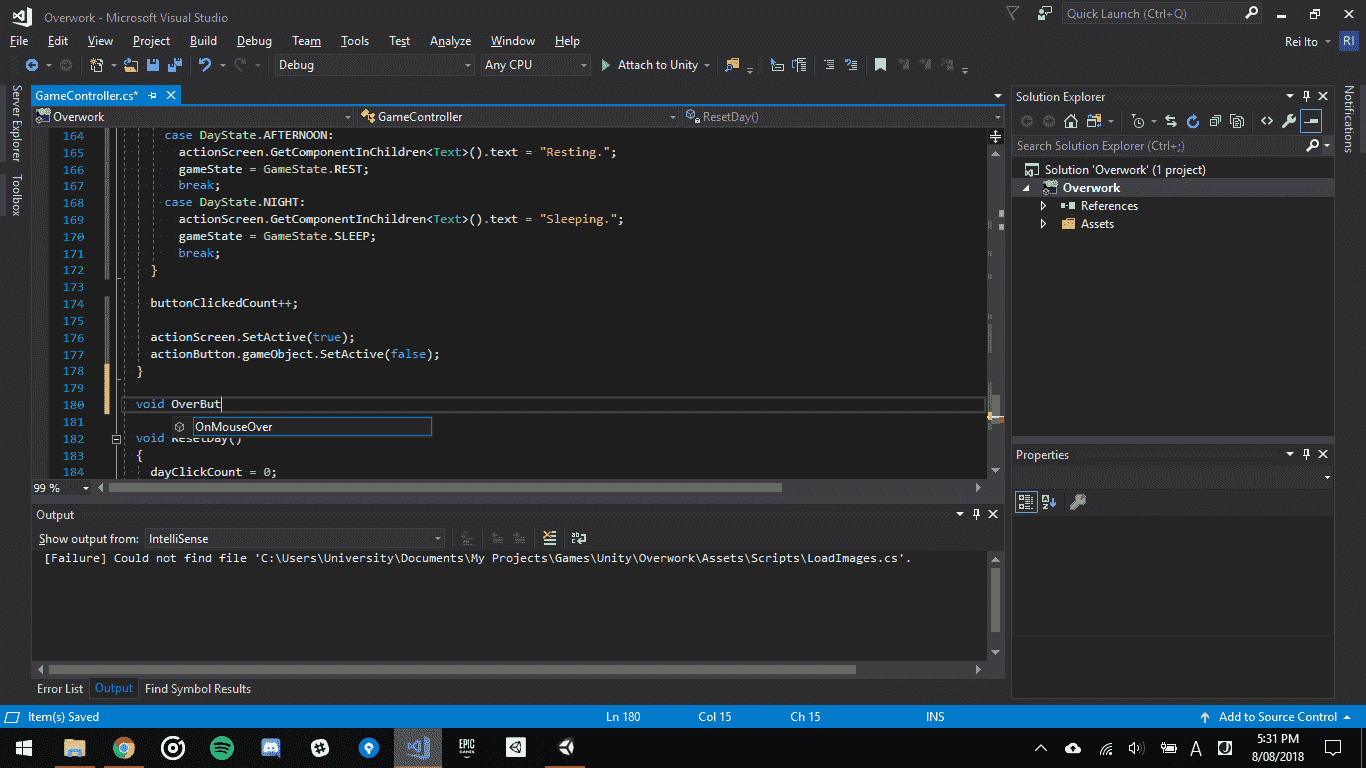 Overwork - Microsoft Visual Studio
Quick Launch (Ctrl+Q)
File Edit View Project Build Debug Team Tools Test Analyze Window Help
Rei Ito RI
Debug Any CPU Attach to Unity
Server Explorer
Toolbox
GameController.cs*
Overwork GameController ResetDay()
164 case DayState.AFTERNOON:
165 actionScreen.GetComponentInChildren<Text>().text = "Resting.";
166 gameState = GameState.REST;
167 break;
168 case DayState.NIGHT:
169 actionScreen.GetComponentInChildren<Text>().text = "Sleeping.";
170 gameState = GameState.SLEEP;
171 break;
172 }
173
174 buttonClickedCount++;
175
176 actionScreen.SetActive(true);
177 actionButton.gameObject.SetActive(false);
178 }
179
180 void OverBut
181
OnMouseOver
182 void ResetDay()
183 {
184 dayClickCount = 0;
99 %
Output
Show output from: IntelliSense
[Failure] Could not find file 'C:\Users\University\Documents\My Projects\Games\Unity\Overwork\Assets\Scripts\LoadImages.cs'.
Error List Output Find Symbol Results
Solution Explorer
Search Solution Explorer (Ctrl+;)
Solution 'Overwork' (1 project)
Overwork
References
Assets
Properties
Notifications
Item(s) Saved Ln 180 Col 15 Ch 15 INS Add to Source Control
EPIC GAMES
A
5:31 PM
8/08/2018